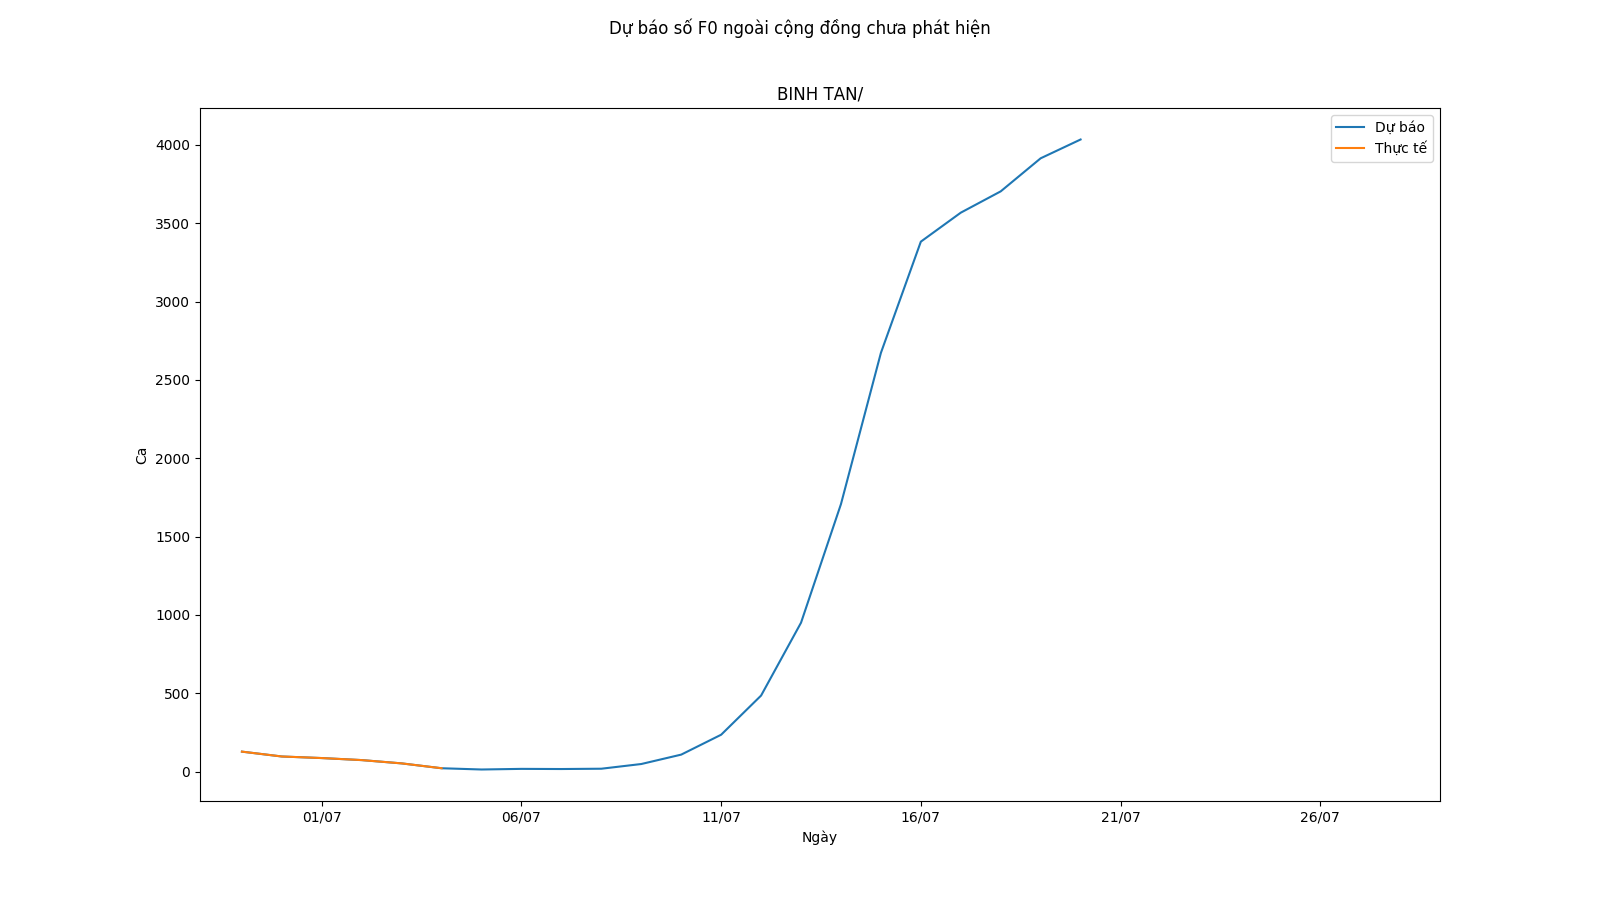 Dự báo số F0 ngoài cộng đồng chưa phát hiện
BINH TAN/
Dự báo
Thực tế
4000
3500
3000
2500
2000
1500
1000
500
0
Ca
01/07
06/07
11/07
16/07
21/07
26/07
Ngày